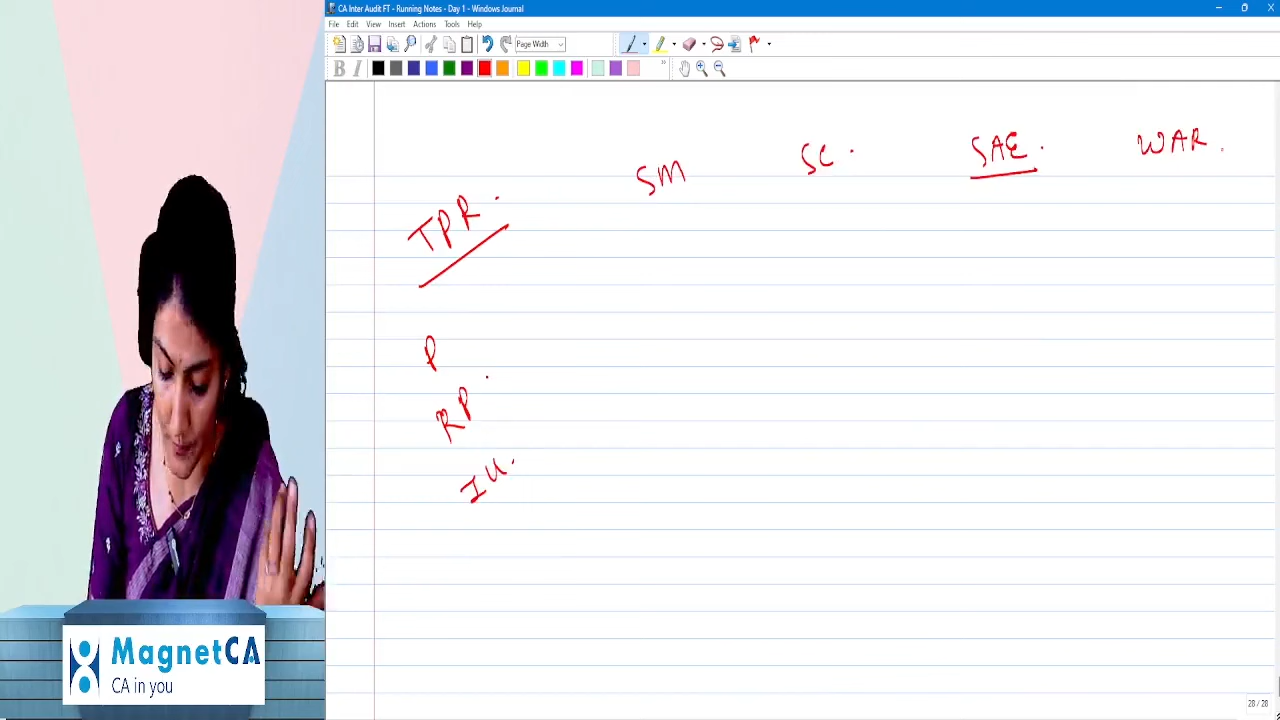 CA Inter Audit FT - Running Notes - Day 1 - Windows Journal
File Edit View Insert Actions Tools Help
Page Width
B I
SM SC. SAE. WAR.
TPR.
P
RP.
IU.
MagnetCA
CA in you
28 / 28